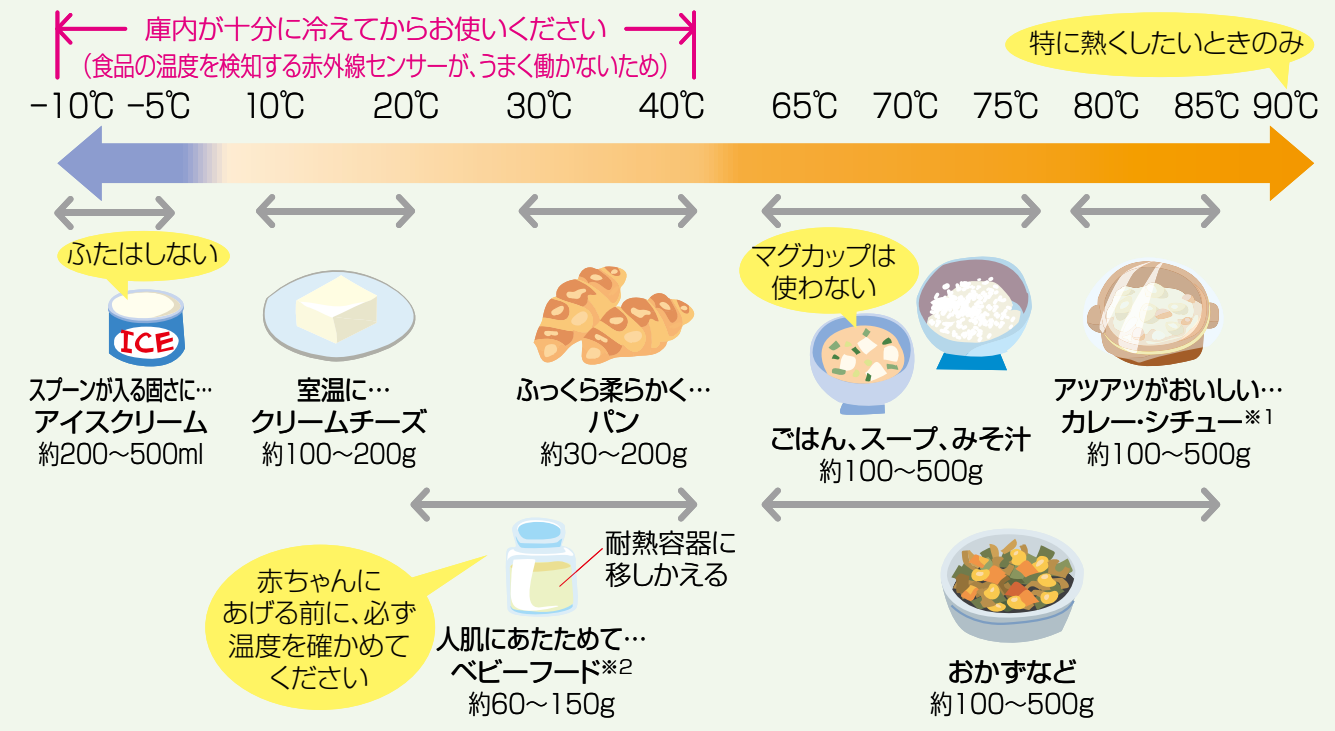 庫内が十分に冷えてからお使いください
(食品の温度を検知する赤外線センサーが、うまく働かないため)
特に熱くしたいときのみ
−10℃ −5℃ 10℃ 20℃ 30℃ 40℃ 65℃ 70℃ 75℃ 80℃ 85℃ 90℃
ふたはしない
ICE
スプーンが入る固さに…
アイスクリーム
約200〜500ml
室温に…
クリームチーズ
約100〜200g
ふっくら柔らかく…
パン
約30〜200g
マグカップは
使わない
ごはん、スープ、みそ汁
約100〜500g
アツアツがおいしい…
カレー・シチュー※1
約100〜500g
赤ちゃんに
あげる前に、必ず
温度を確かめて
ください
耐熱容器に
移しかえる
人肌にあたためて…
ベビーフード※2
約60〜150g
おかずなど
約100〜500g